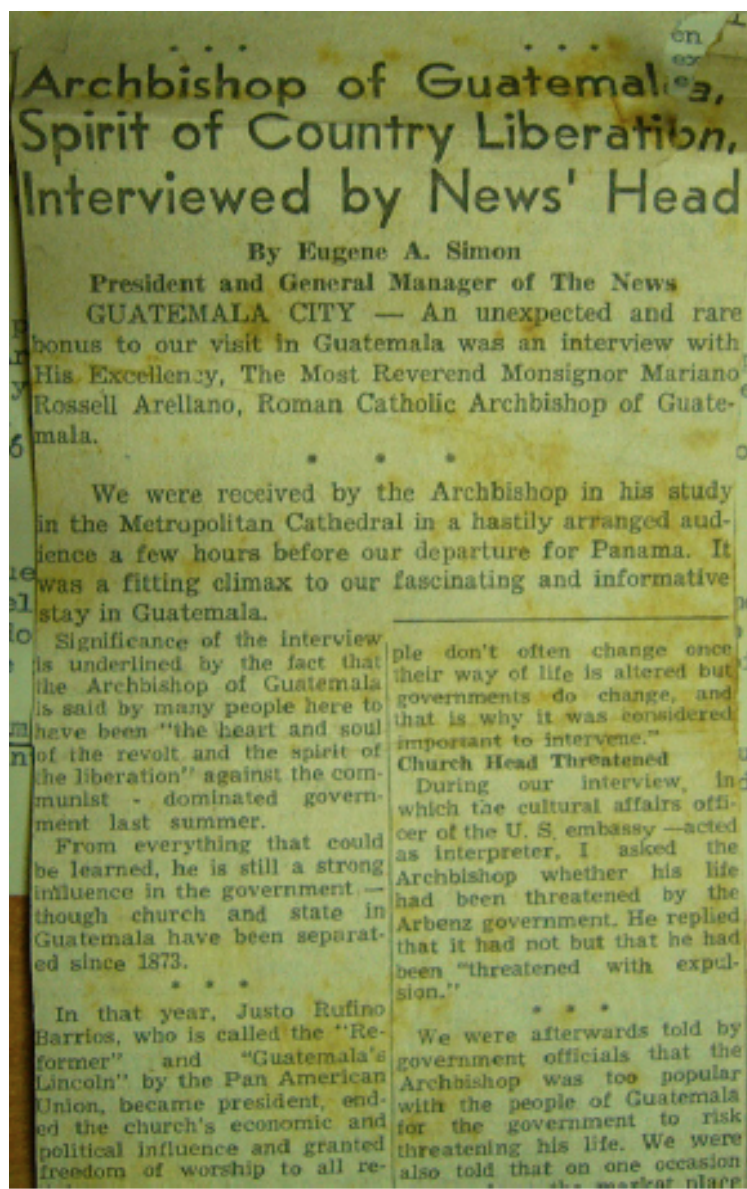 Archbishop of Guatemala,
Spirit of Country Liberation,
Interviewed by News' Head
By Eugene A. Simon
President and General Manager of The News
GUATEMALA CITY — An unexpected and rare
bonus to our visit in Guatemala was an interview with
His Excellency, The Most Reverend Monsignor Mariano
Rossell Arellano, Roman Catholic Archbishop of Guate-
mala.
We were received by the Archbishop in his study
in the Metropolitan Cathedral in a hastily arranged aud-
ience a few hours before our departure for Panama. It
was a fitting climax to our fascinating and informative
stay in Guatemala.
Significance of the interview
is underlined by the fact that
the Archbishop of Guatemala
is said by many people here to
have been "the heart and soul
of the revolt and the spirit of
the liberation" against the com-
munist - dominated govern-
ment last summer.
From everything that could
be learned, he is still a strong
influence in the government —
though church and state in
Guatemala have been separat-
ed since 1873.
In that year, Justo Rufino
Barrios, who is called the "Re-
former" and "Guatemala's
Lincoln" by the Pan American
Union, became president, end-
ed the church's economic and
political influence and granted
freedom of worship to all re-
ple don't often change once
their way of life is altered but
governments do change, and
that is why it was considered
important to intervene."
Church Head Threatened
During our interview, in
which the cultural affairs offi-
cer of the U. S. embassy —acted
as interpreter, I asked the
Archbishop whether his life
had been threatened by the
Arbenz government. He replied
that it had not but that he had
been "threatened with expul-
sion."
We were afterwards told by
government officials that the
Archbishop was too popular
with the people of Guatemala
for the government to risk
threatening his life. We were
also told that on one occasion
the market place